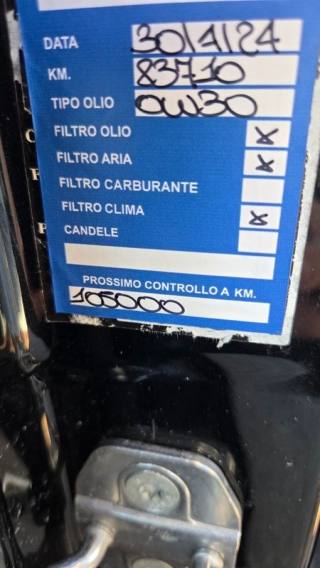 DATA 30/4/24
KM. 83710
TIPO OLIO 0W30
FILTRO OLIO X
FILTRO ARIA X
FILTRO CARBURANTE
FILTRO CLIMA X
CANDELE
PROSSIMO CONTROLLO A KM.
105000